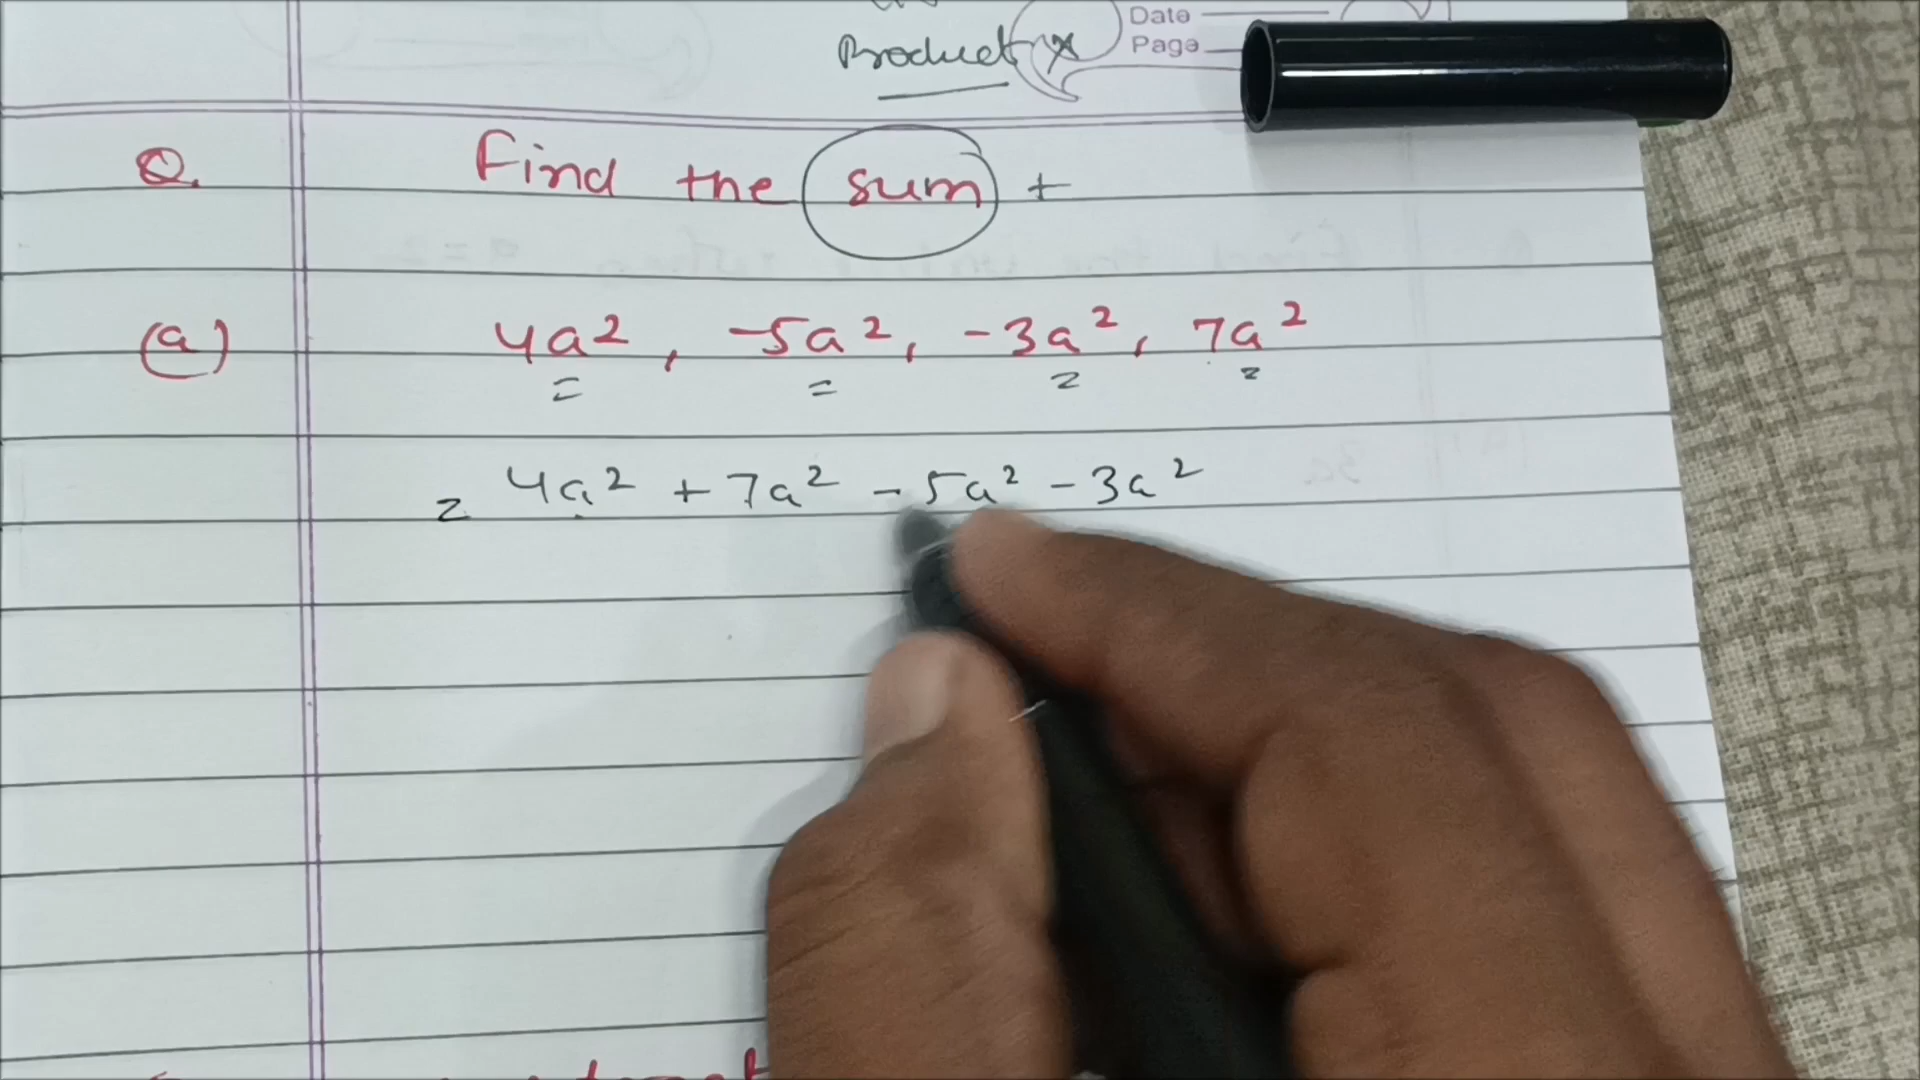 Date
Product x Page
Q. Find the sum +
(a) 4a², -5a², -3a², 7a²
= = = =
= 4a² + 7a² - 5a² - 3a²